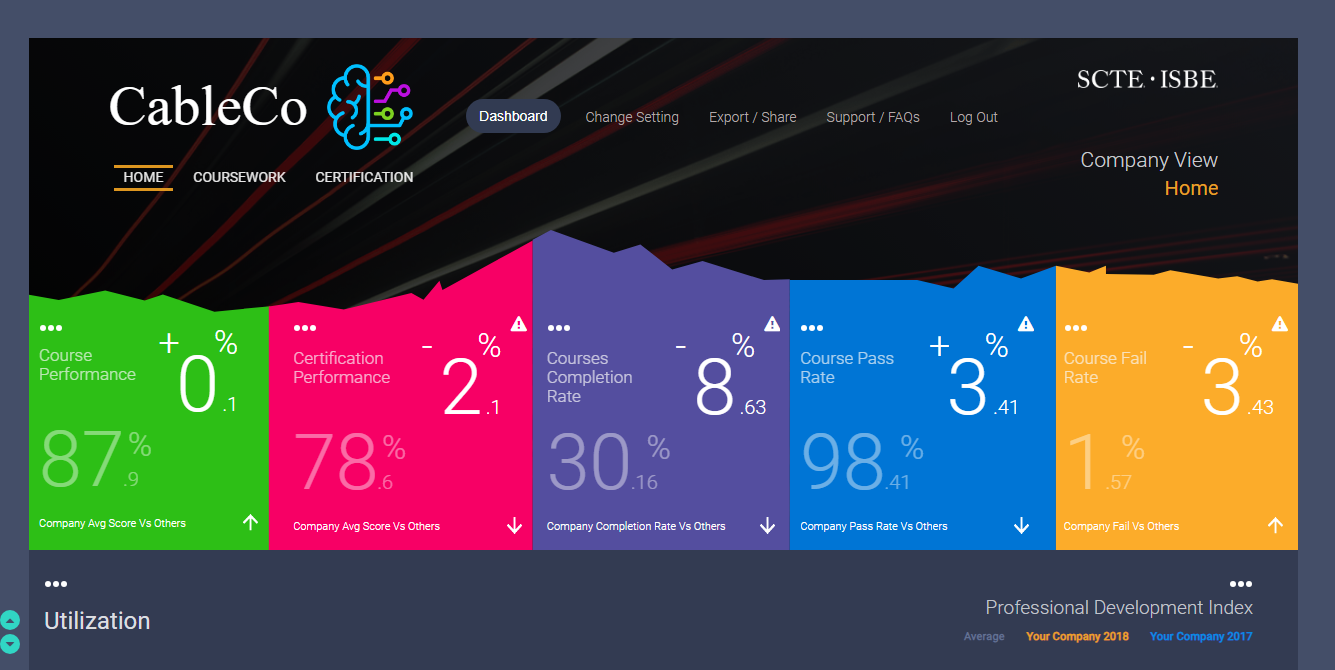 CableCo
SCTE · ISBE
Dashboard
Change Setting
Export / Share
Support / FAQs
Log Out
Company View
Home
HOME
COURSEWORK
CERTIFICATION
Course
Performance
+0.1%
87.9%
Company Avg Score Vs Others
Certification
Performance
-2.1%
78.6%
Company Avg Score Vs Others
Courses
Completion
Rate
-8.63%
30.16%
Company Completion Rate Vs Others
Course Pass
Rate
+3.41%
98.41%
Company Pass Rate Vs Others
Course Fail
Rate
-3.43%
1.57%
Company Fail Vs Others
Utilization
Professional Development Index
Average
Your Company 2018
Your Company 2017